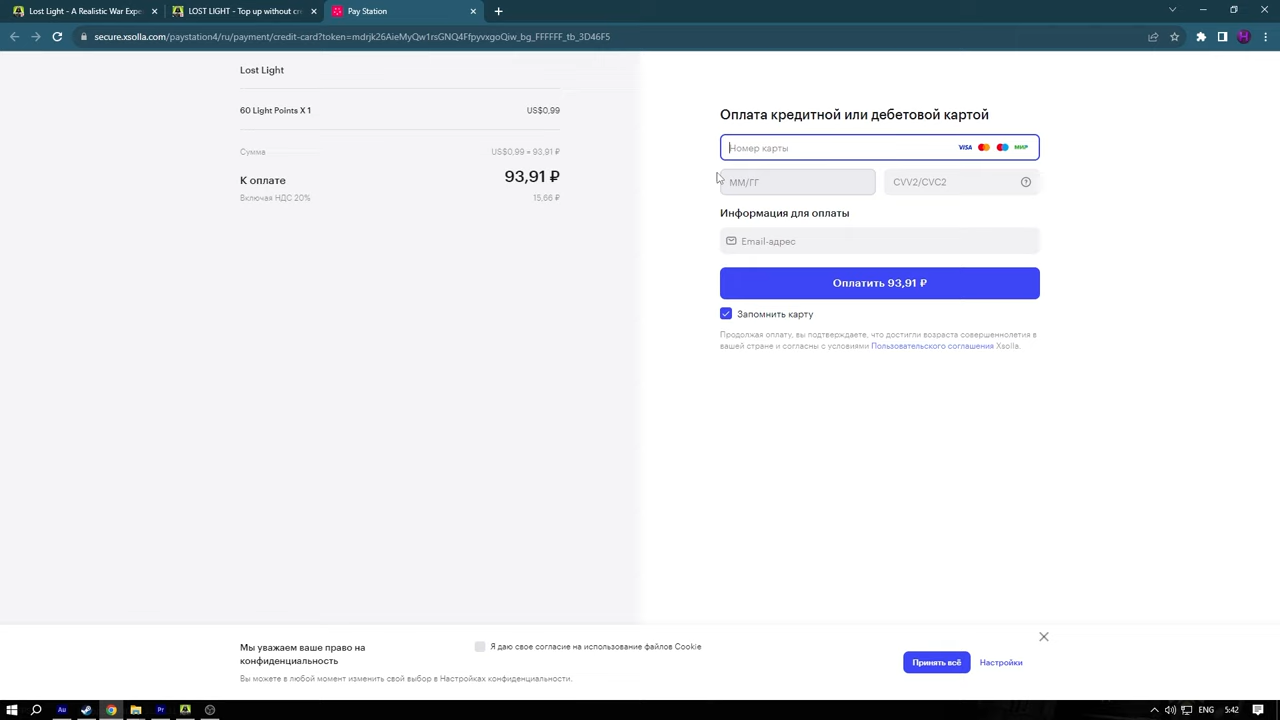 Lost Light - A Realistic War Expe
LOST LIGHT - Top up without cr
Pay Station
secure.xsolla.com/paystation4/ru/payment/credit-card?token=mdrjk26AieMyQw1rsGNQ4FfpyvxgoQiw_bg_FFFFFF_tb_3D46F5
H
Lost Light
60 Light Points X 1 US$0,99
Сумма US$0,99 = 93,91 ₽
К оплате 93,91 ₽
Включая НДС 20% 15,66 ₽
Оплата кредитной или дебетовой картой
Номер карты VISA МИР
ММ/ГГ CVV2/CVC2
Информация для оплаты
Email-адрес
Оплатить 93,91 ₽
Запомнить карту
Продолжая оплату, вы подтверждаете, что достигли возраста совершеннолетия в
вашей стране и согласны с условиями Пользовательского соглашения Xsolla.
Мы уважаем ваше право на
конфиденциальность
Я даю свое согласие на использование файлов Cookie
Принять всё Настройки
Вы можете в любой момент изменить свой выбор в Настройках конфиденциальности.
Au Pr ENG 5:42